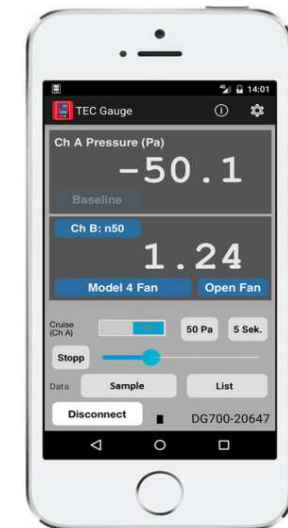 14:01
TEC Gauge
Ch A Pressure (Pa)
-50.1
Baseline
Ch B: n50
1.24
Model 4 Fan Open Fan
Cruise (Ch A) 50 Pa 5 Sek.
Stopp
Data Sample List
Disconnect DG700-20647